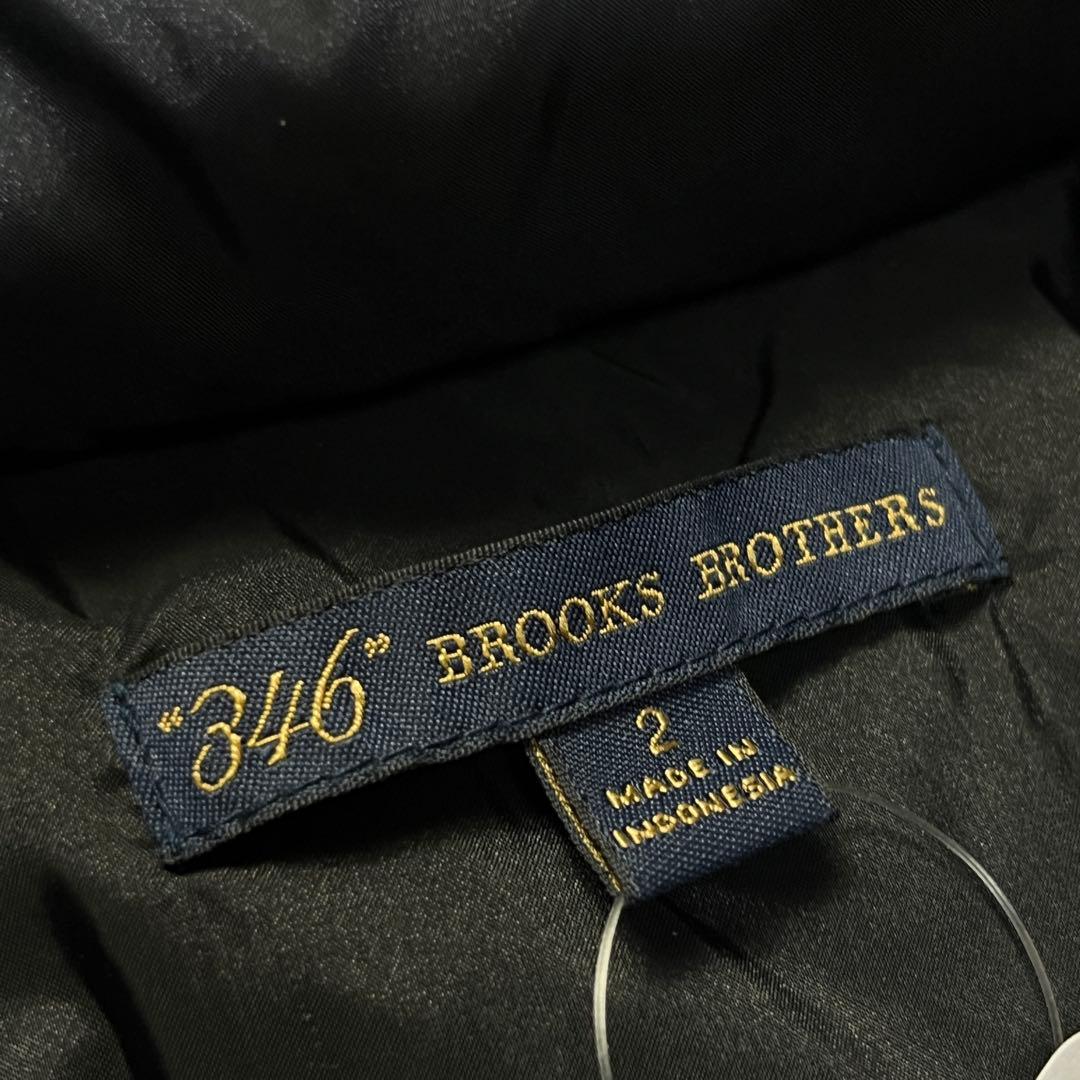 “346” BROOKS BROTHERS
2
MADE IN
INDONESIA